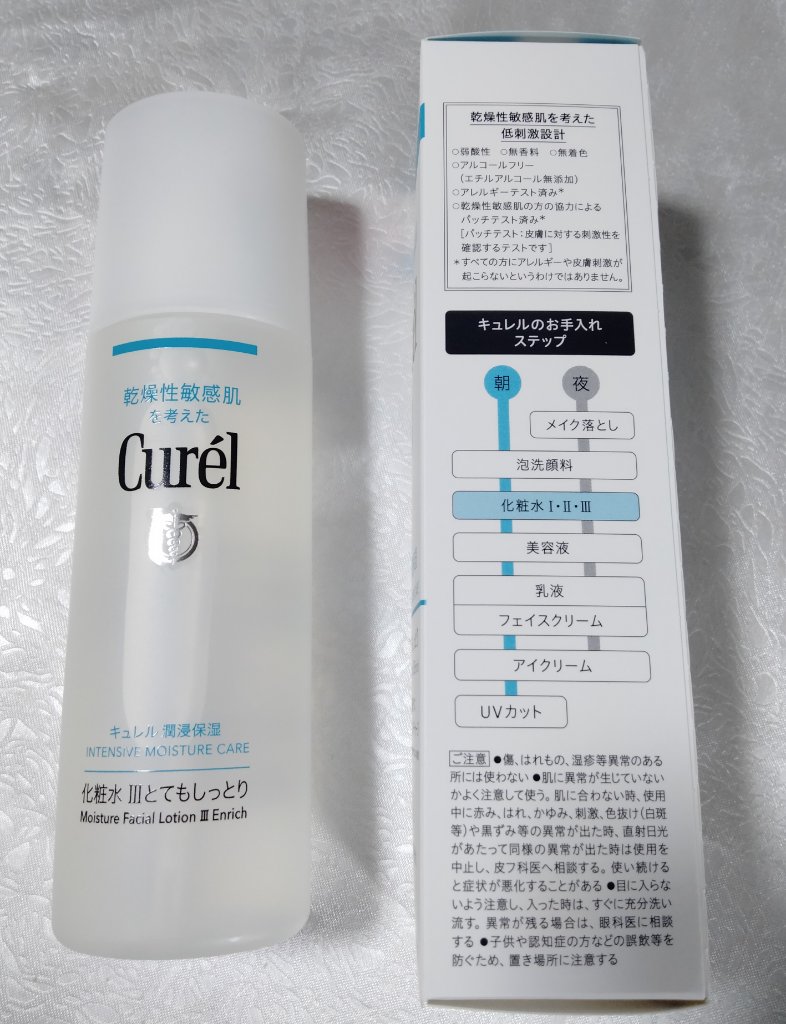 乾燥性敏感肌
を考えた
Curél
キュレル 潤浸保湿
INTENSIVE MOISTURE CARE
化粧水 IIIとてもしっとり
Moisture Facial Lotion III Enrich
乾燥性敏感肌を考えた
低刺激設計
○弱酸性 ○無香料 ○無着色
○アルコールフリー
(エチルアルコール無添加)
○アレルギーテスト済み*
○乾燥性敏感肌の方の協力による
パッチテスト済み*
[パッチテスト:皮膚に対する刺激性を
確認するテストです]
*すべての方にアレルギーや皮膚刺激が
起こらないというわけではありません。
キュレルのお手入れ
ステップ
朝 夜
メイク落とし
泡洗顔料
化粧水 I・II・III
美容液
乳液
フェイスクリーム
アイクリーム
UVカット
ご注意 ●傷、はれもの、湿疹等異常のある
所には使わない ●肌に異常が生じていない
かよく注意して使う。肌に合わない時、使用
中に赤み、はれ、かゆみ、刺激、色抜け(白斑
等)や黒ずみ等の異常が出た時、直射日光
があたって同様の異常が出た時は使用を
中止し、皮フ科医へ相談する。使い続ける
と症状が悪化することがある ●目に入らな
いよう注意し、入った時は、すぐに充分洗い
流す。異常が残る場合は、眼科医に相談
する ●子供や認知症の方などの誤飲等を
防ぐため、置き場所に注意する